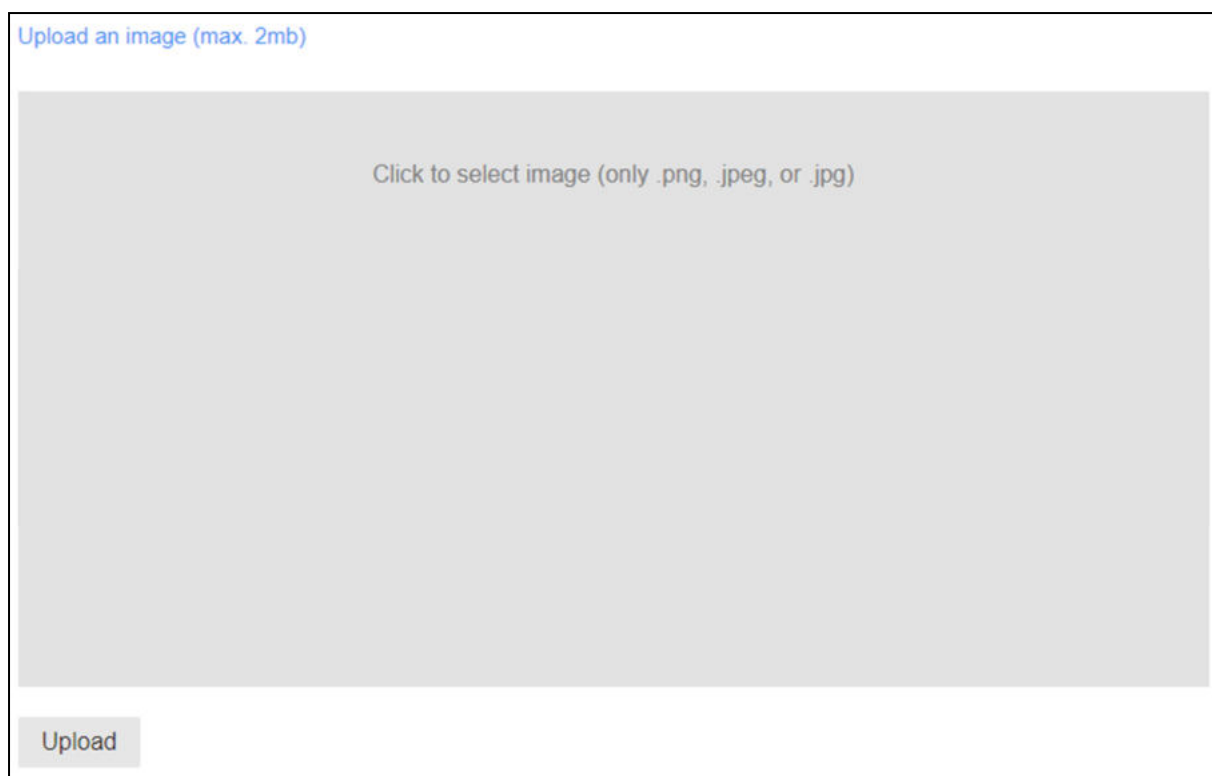 Upload an image (max. 2mb)
Click to select image (only .png, .jpeg, or .jpg)
Upload